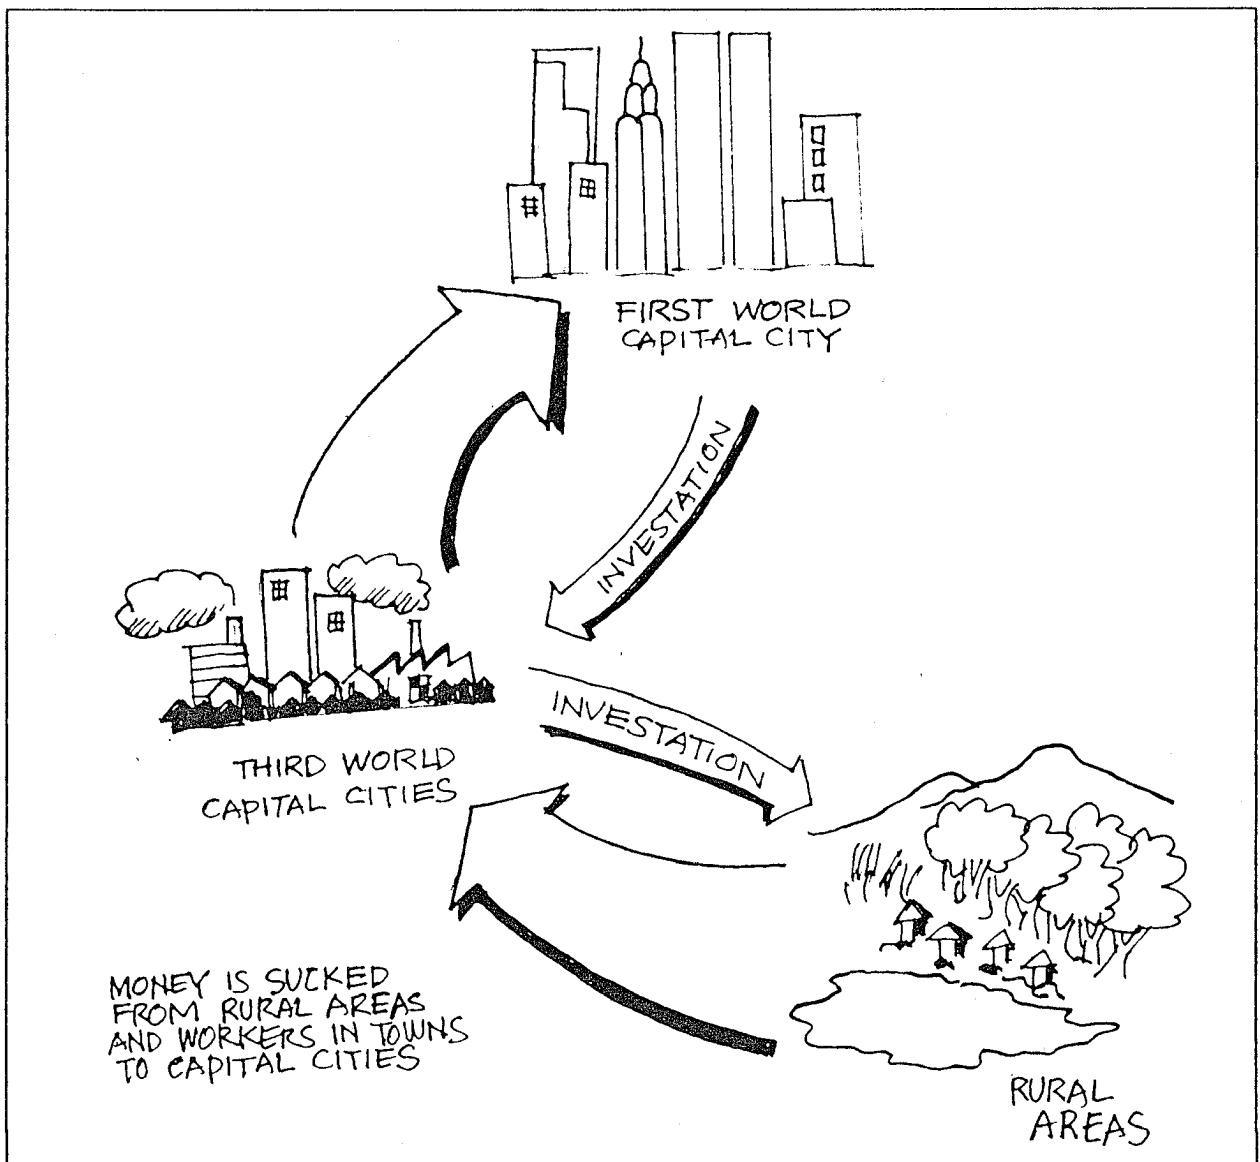 FIRST WORLD
CAPITAL CITY
INVESTATION
INVESTATION
THIRD WORLD
CAPITAL CITIES
MONEY IS SUCKED
FROM RURAL AREAS
AND WORKERS IN TOWNS
TO CAPITAL CITIES
RURAL
AREAS